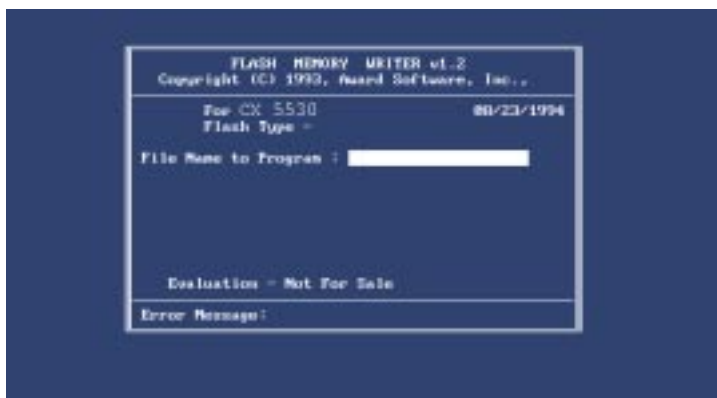 FLASH MEMORY WRITER v1.2
Copyright (C) 1993, Award Software, Inc.,
For CX 5530 08/23/1994
Flash Type -
File Name to Program :
Evaluation - Not For Sale
Error Message: